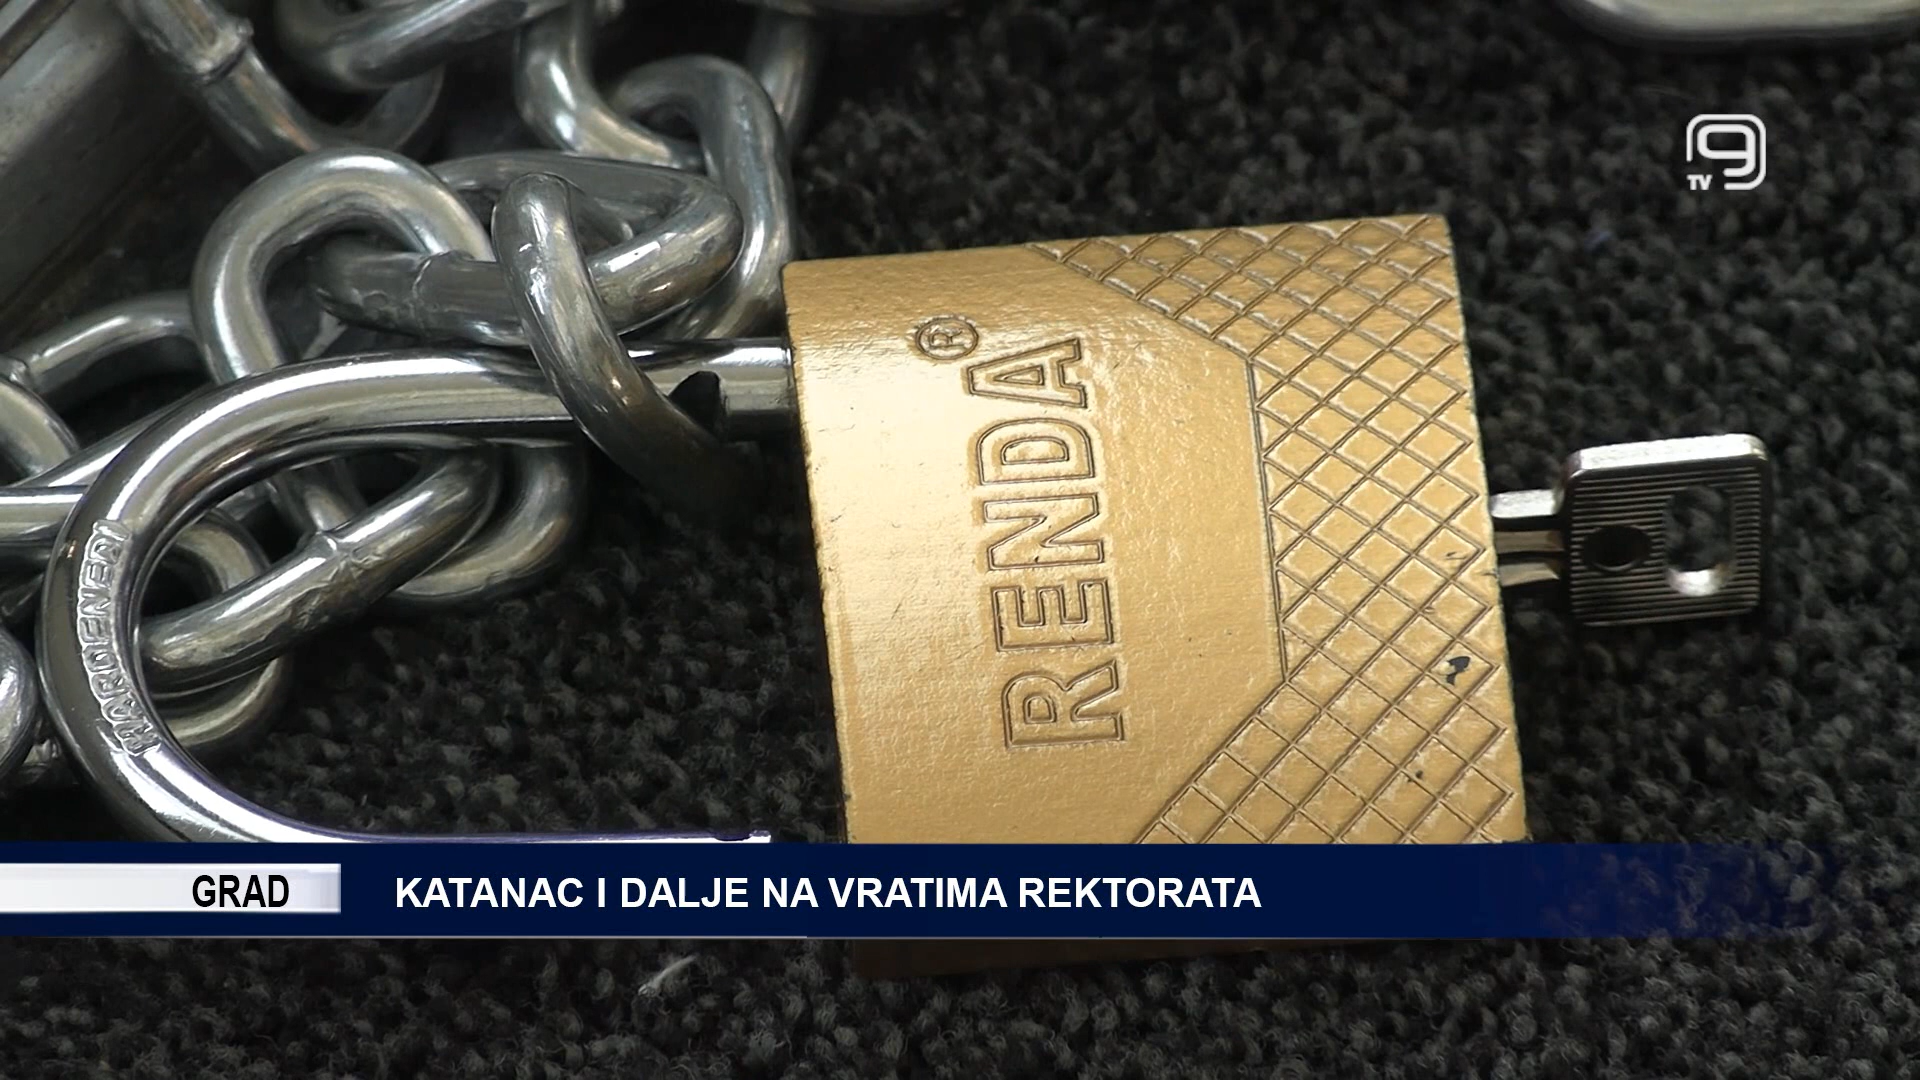 TV 9
RENDA®
HARDENED
GRAD
KATANAC I DALJE NA VRATIMA REKTORATA